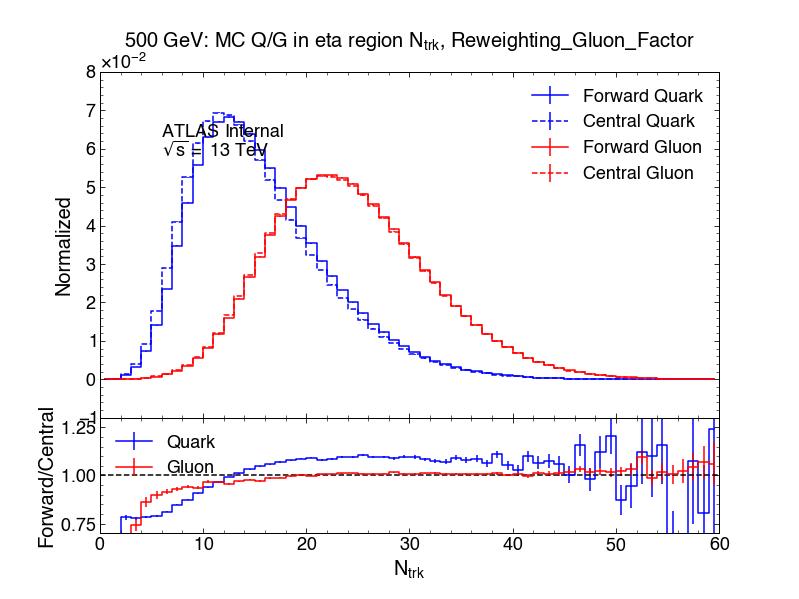 500 GeV: MC Q/G in eta region Ntrk, Reweighting_Gluon_Factor
×10−2
8
7
6
5
4
3
2
1
0
−1
Normalized
ATLAS Internal
√s = 13 TeV
Forward Quark
Central Quark
Forward Gluon
Central Gluon
1.25
1.00
0.75
Forward/Central
Quark
Gluon
0 10 20 30 40 50 60
Ntrk